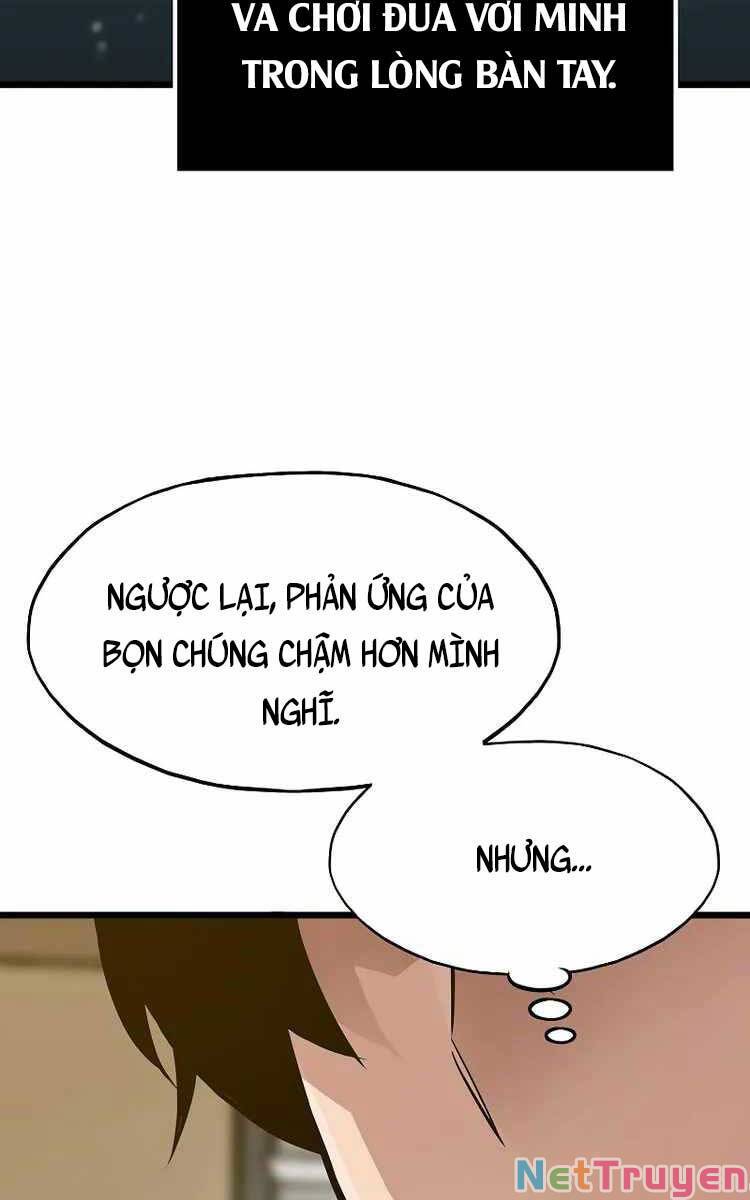 VÀ CHƠI ĐÙA VỚI MÌNH
TRONG LÒNG BÀN TAY.
NGƯỢC LẠI, PHẢN ỨNG CỦA
BỌN CHÚNG CHẬM HƠN MÌNH
NGHĨ.
NHƯNG...
NetTruyen